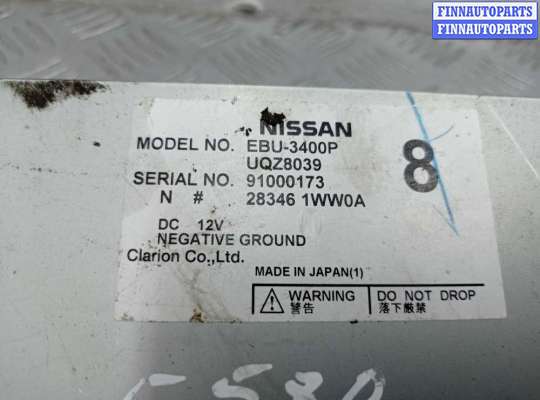 FINNAUTOPARTS
FINNAUTOPARTS
NISSAN
MODEL NO. EBU-3400P
UQZ8039
8
SERIAL NO. 91000173
N # 28346 1WW0A
DC 12V
NEGATIVE GROUND
Clarion Co.,Ltd.
MADE IN JAPAN(1)
WARNING
警告
DO NOT DROP
落下厳禁